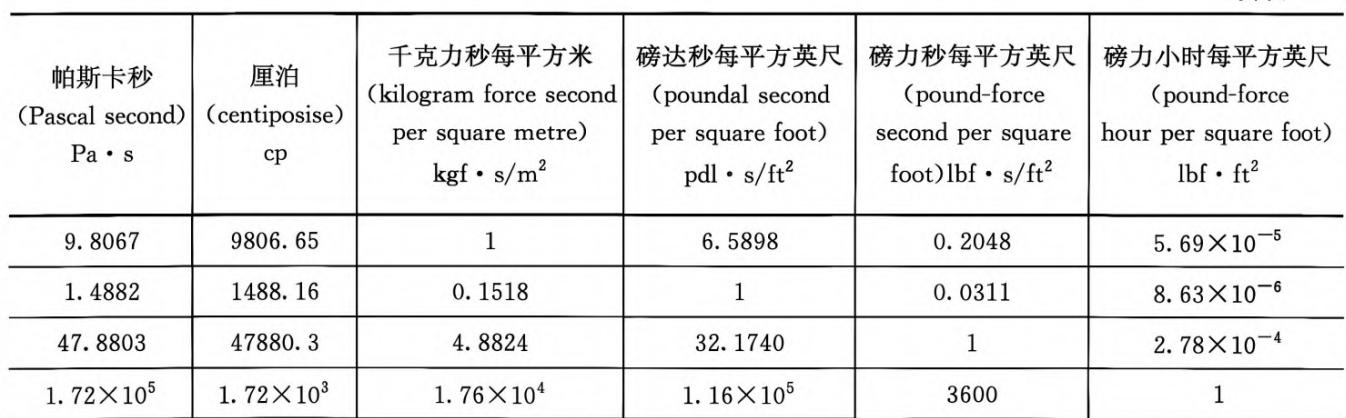 帕斯卡秒
(Pascal second)
Pa·s
厘泊
(centiposise)
cp
千克力秒每平方米
(kilogram force second
per square metre)
kgf·s/m²
磅达秒每平方英尺
(poundal second
per square foot)
pdl·s/ft²
磅力秒每平方英尺
(pound-force
second per square
foot)lbf·s/ft²
磅力小时每平方英尺
(pound-force
hour per square foot)
lbf·ft²
9.8067 9806.65 1 6.5898 0.2048 5.69×10⁻⁵
1.4882 1488.16 0.1518 1 0.0311 8.63×10⁻⁶
47.8803 47880.3 4.8824 32.1740 1 2.78×10⁻⁴
1.72×10⁵ 1.72×10³ 1.76×10⁴ 1.16×10⁵ 3600 1